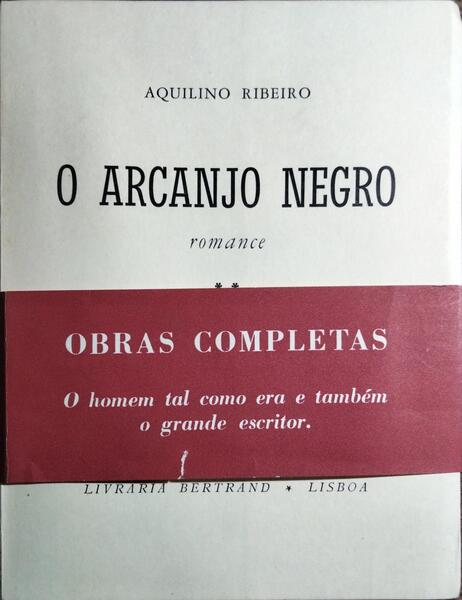 AQUILINO RIBEIRO
O ARCANJO NEGRO
romance
**
OBRAS COMPLETAS
O homem tal como era e também
o grande escritor.
LIVRARIA BERTRAND * LISBOA